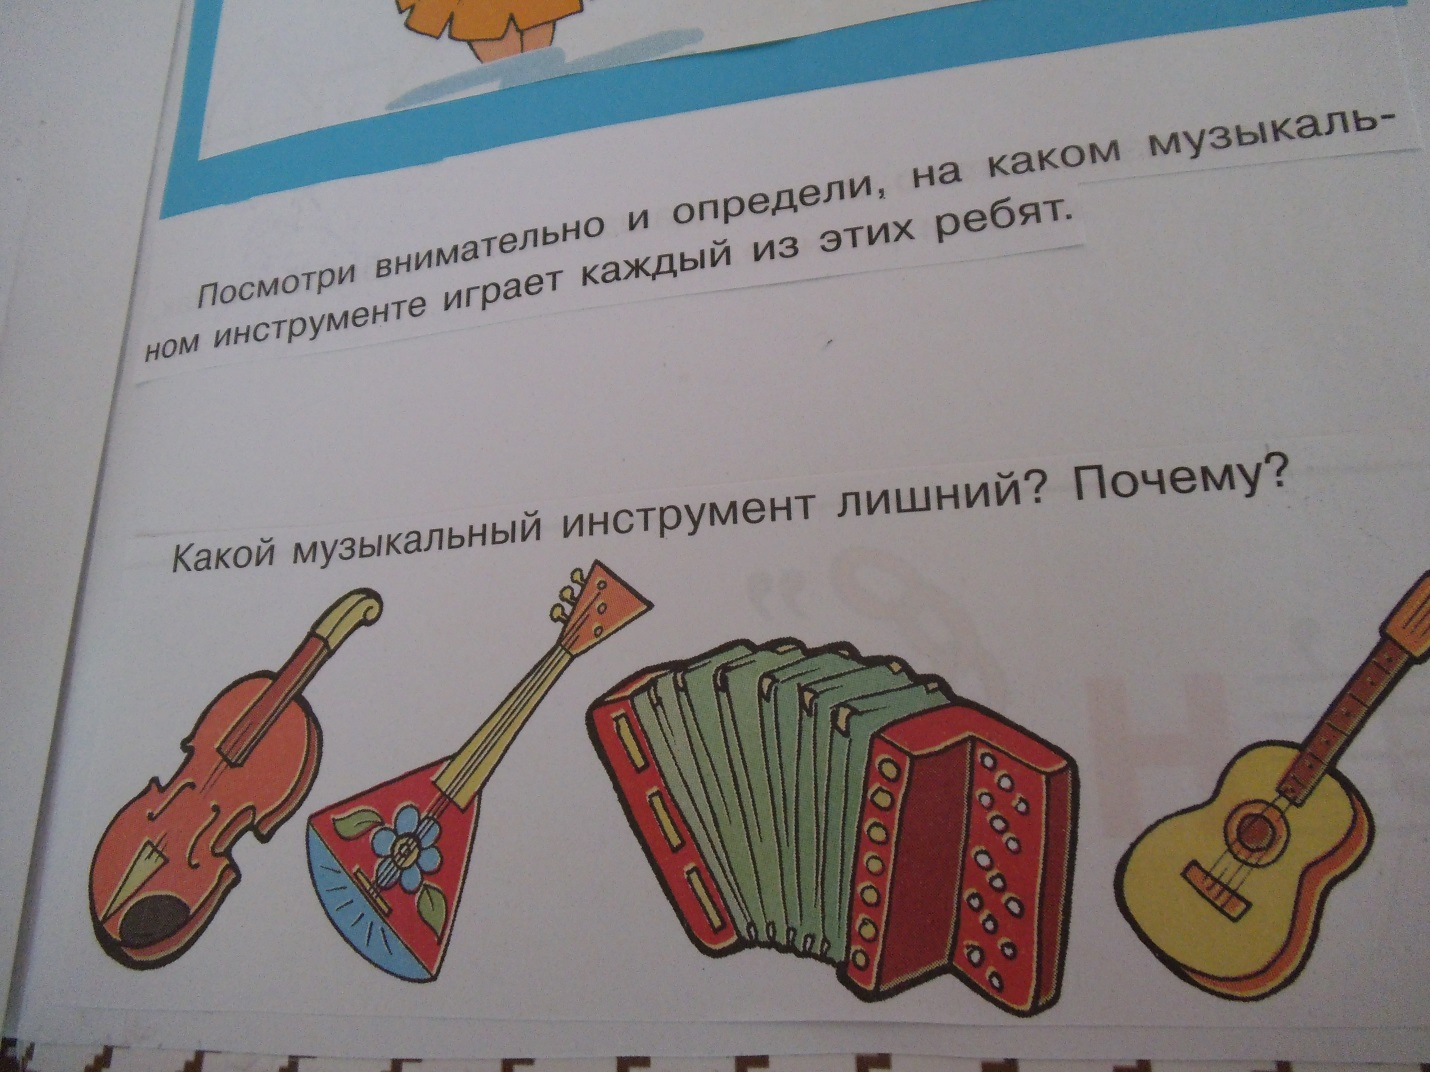 Посмотри внимательно и определи, на каком музыкаль-
ном инструменте играет каждый из этих ребят.
Какой музыкальный инструмент лишний? Почему?